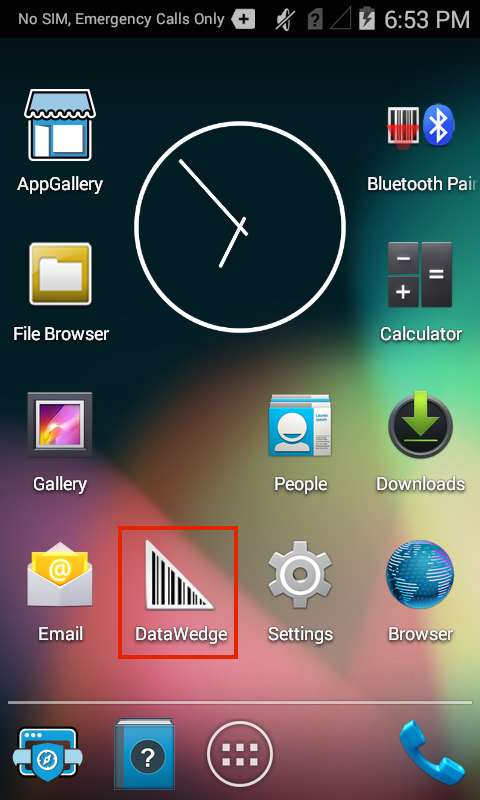 No SIM, Emergency Calls Only
6:53 PM
AppGallery
Bluetooth Pair
File Browser
Calculator
Gallery
People
Downloads
Email
DataWedge
Settings
Browser